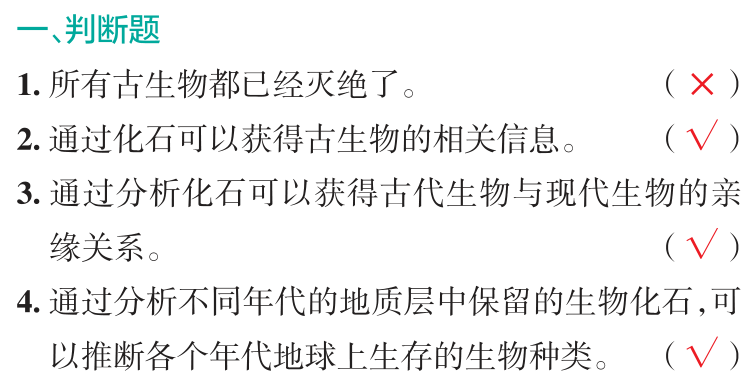 一、判断题
1. 所有古生物都已经灭绝了。 （ × ）
2. 通过化石可以获得古生物的相关信息。 （ √ ）
3. 通过分析化石可以获得古代生物与现代生物的亲
缘关系。 （ √ ）
4. 通过分析不同年代的地质层中保留的生物化石,可
以推断各个年代地球上生存的生物种类。 （ √ ）